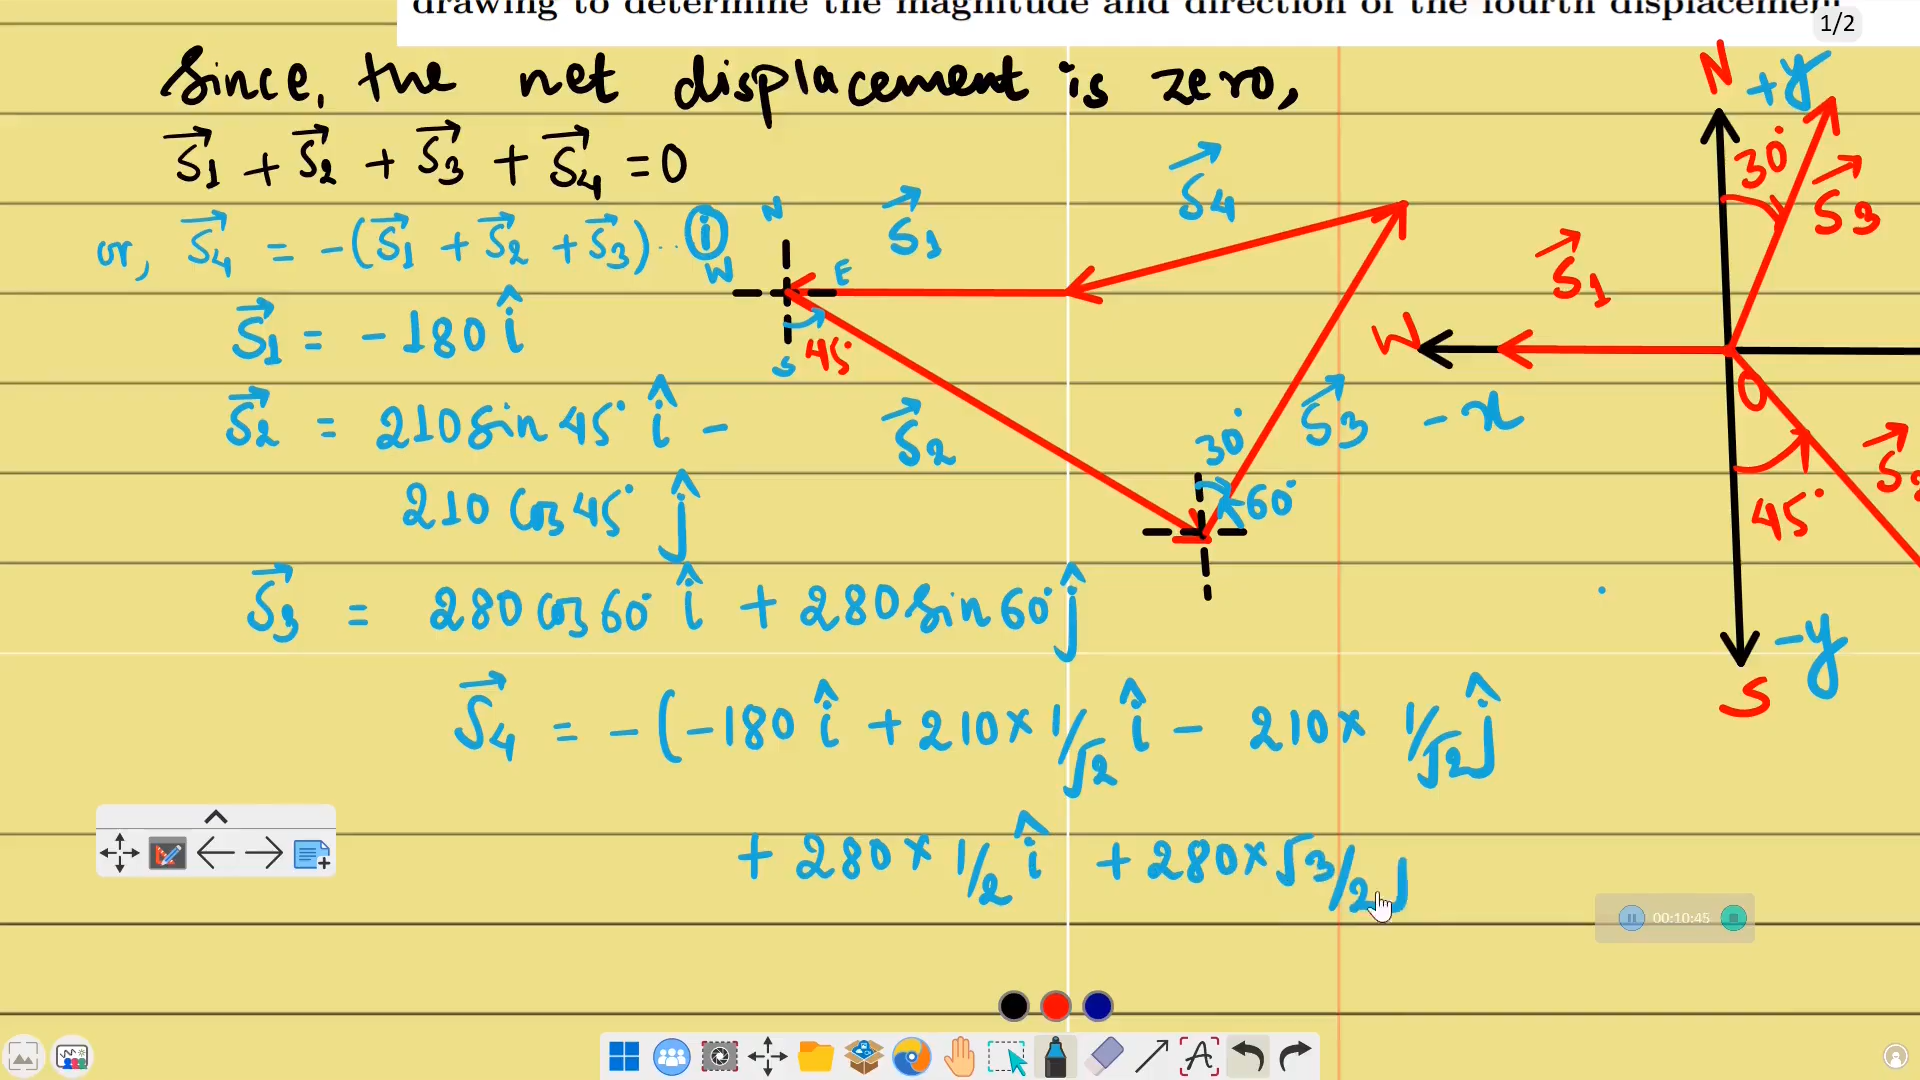 drawing to determine the magnitude and direction of the fourth displacement.
1/2
Since, the net displacement is zero,
S⃗1 + S⃗2 + S⃗3 + S⃗4 = 0
or, S⃗4 = -(S⃗1 + S⃗2 + S⃗3) ·· (i)
S⃗1 = -180 î
S⃗2 = 210 sin 45° î -
210 cos 45° ĵ
S⃗3 = 280 cos 60° î + 280 sin 60° ĵ
S⃗4 = -(-180 î + 210 × 1/√2 î - 210 × 1/√2 ĵ
+ 280 × 1/2 î + 280 × √3/2 j
N
W
E
S
45°
S⃗1
S⃗2
S⃗3
S⃗4
30°
60°
N +y
30°
S⃗3
S⃗1
W
-x
O
S⃗2
45°
-y
S
00:10:45